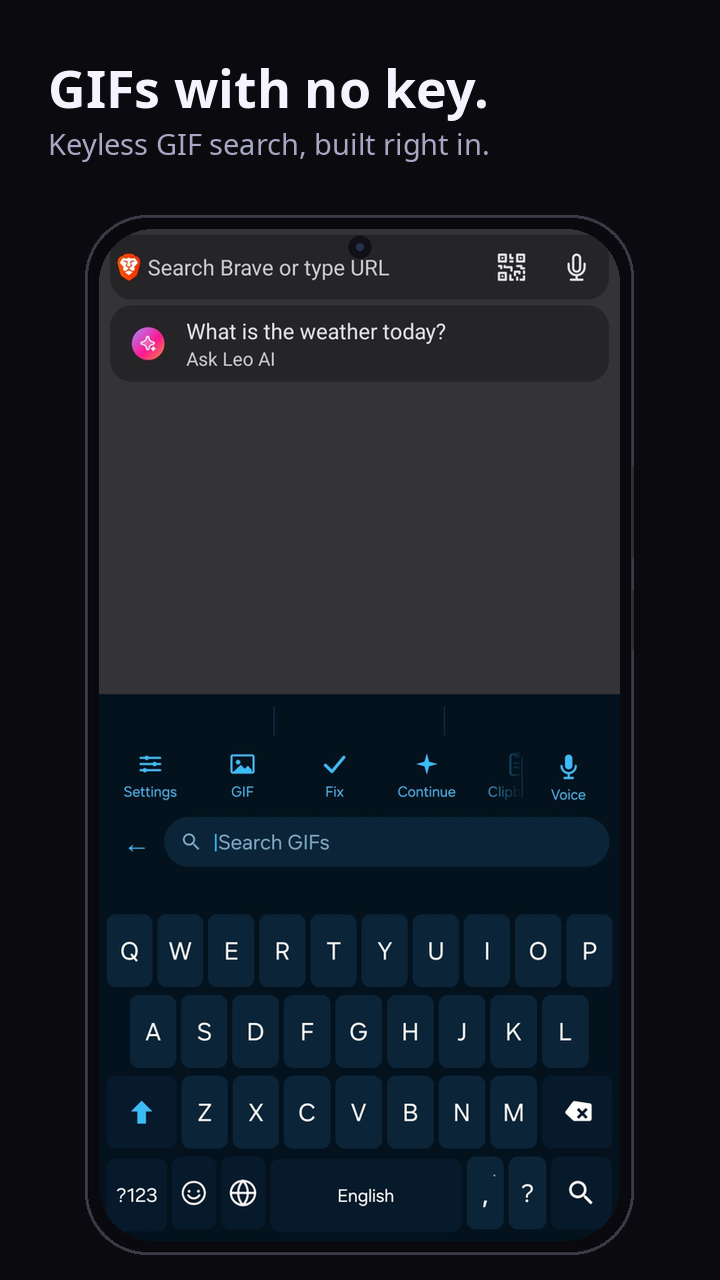 GIFs with no key.
Keyless GIF search, built right in.
Search Brave or type URL
What is the weather today?
Ask Leo AI
Settings GIF Fix Continue Clipb Voice
← Search GIFs
Q W E R T Y U I O P
A S D F G H J K L
Z X C V B N M
?123 English , ?